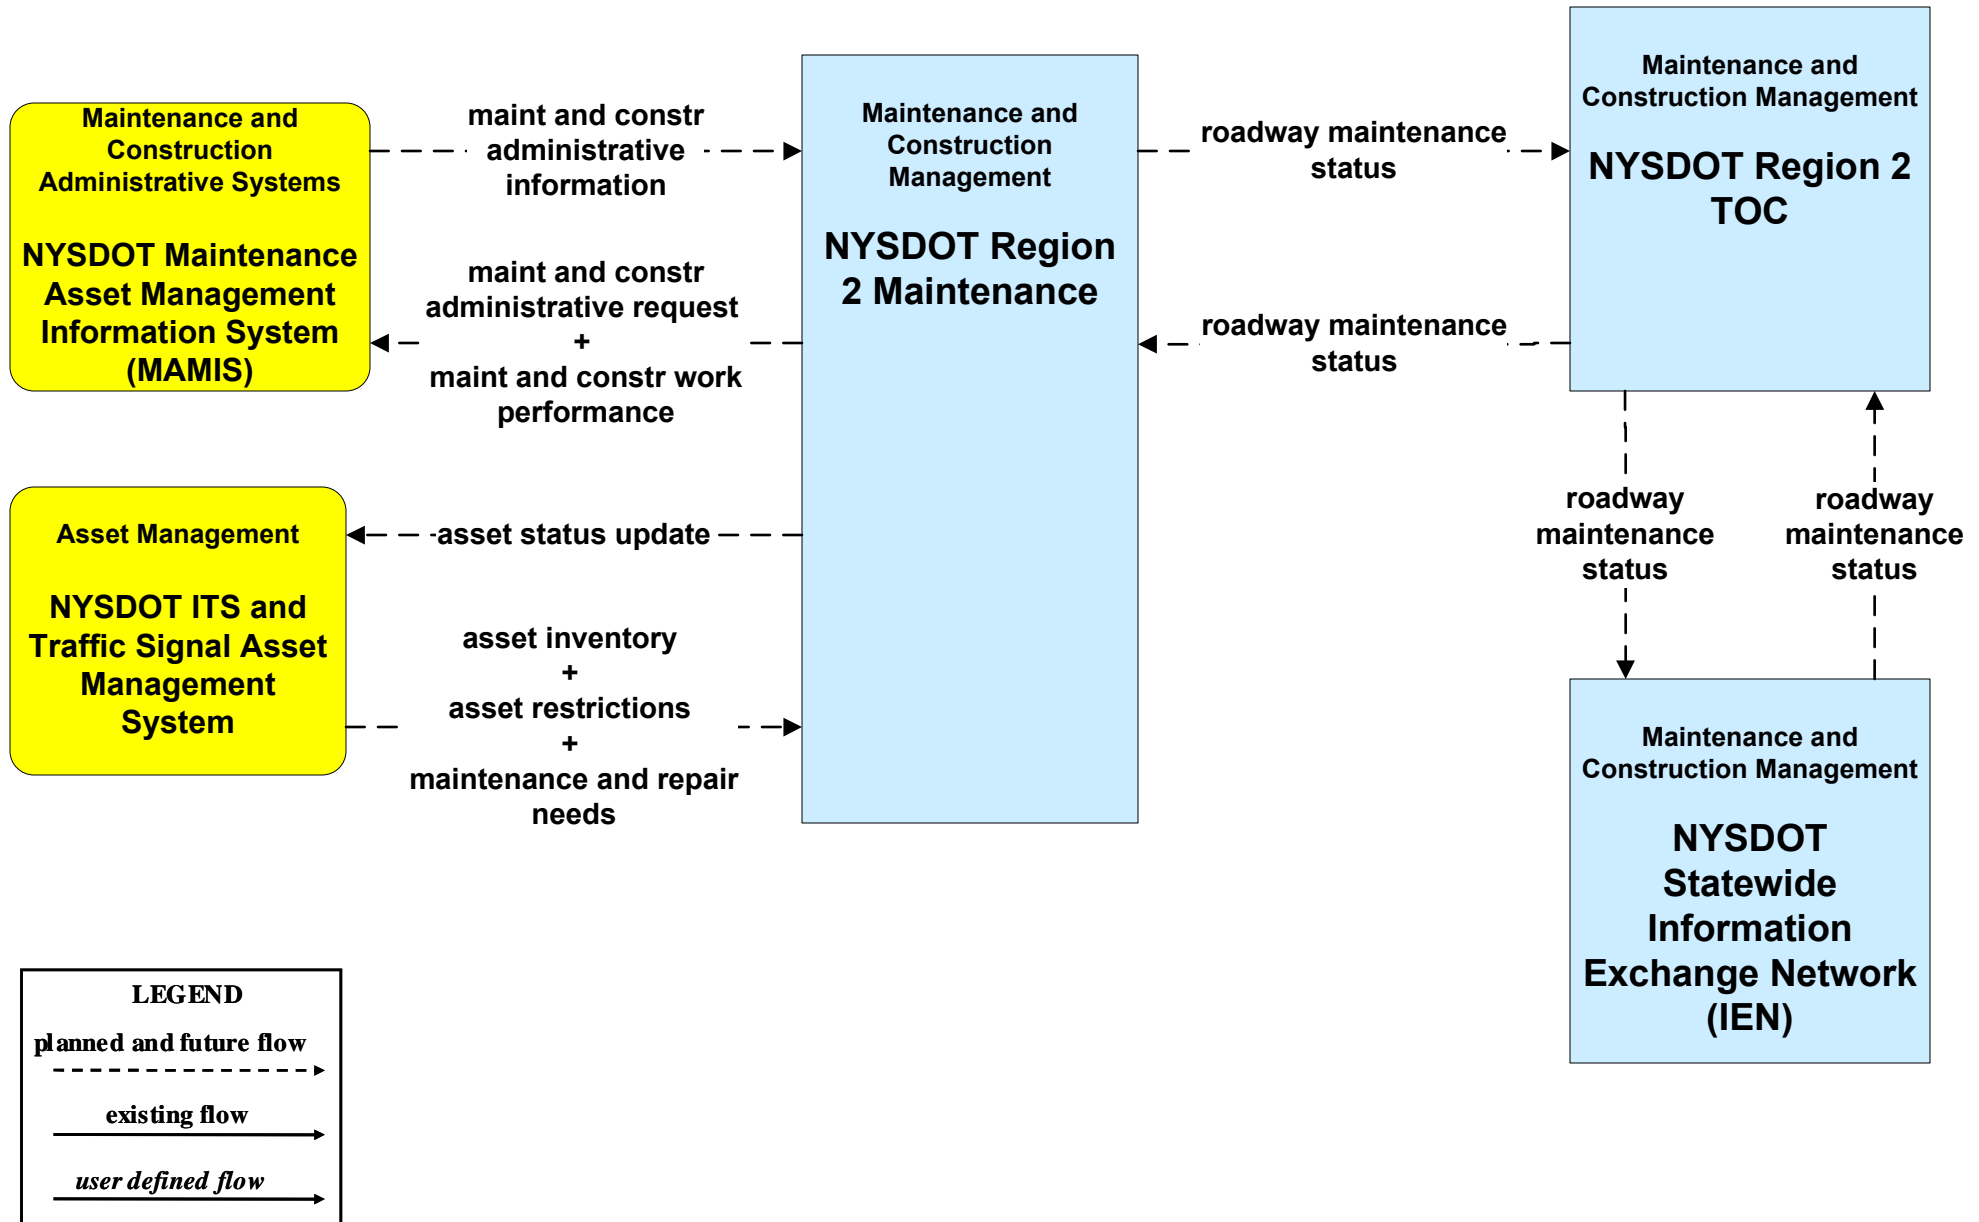 Maintenance and
Construction
Administrative Systems
NYSDOT Maintenance
Asset Management
Information System
(MAMIS)
maint and constr
administrative
information
maint and constr
administrative request
+
maint and constr work
performance
Asset Management
NYSDOT ITS and
Traffic Signal Asset
Management
System
asset status update
asset inventory
+
asset restrictions
+
maintenance and repair
needs
Maintenance and
Construction
Management
NYSDOT Region
2 Maintenance
roadway maintenance
status
roadway maintenance
status
Maintenance and
Construction Management
NYSDOT Region 2
TOC
roadway
maintenance
status
roadway
maintenance
status
Maintenance and
Construction Management
NYSDOT
Statewide
Information
Exchange Network
(IEN)
LEGEND
planned and future flow
existing flow
user defined flow